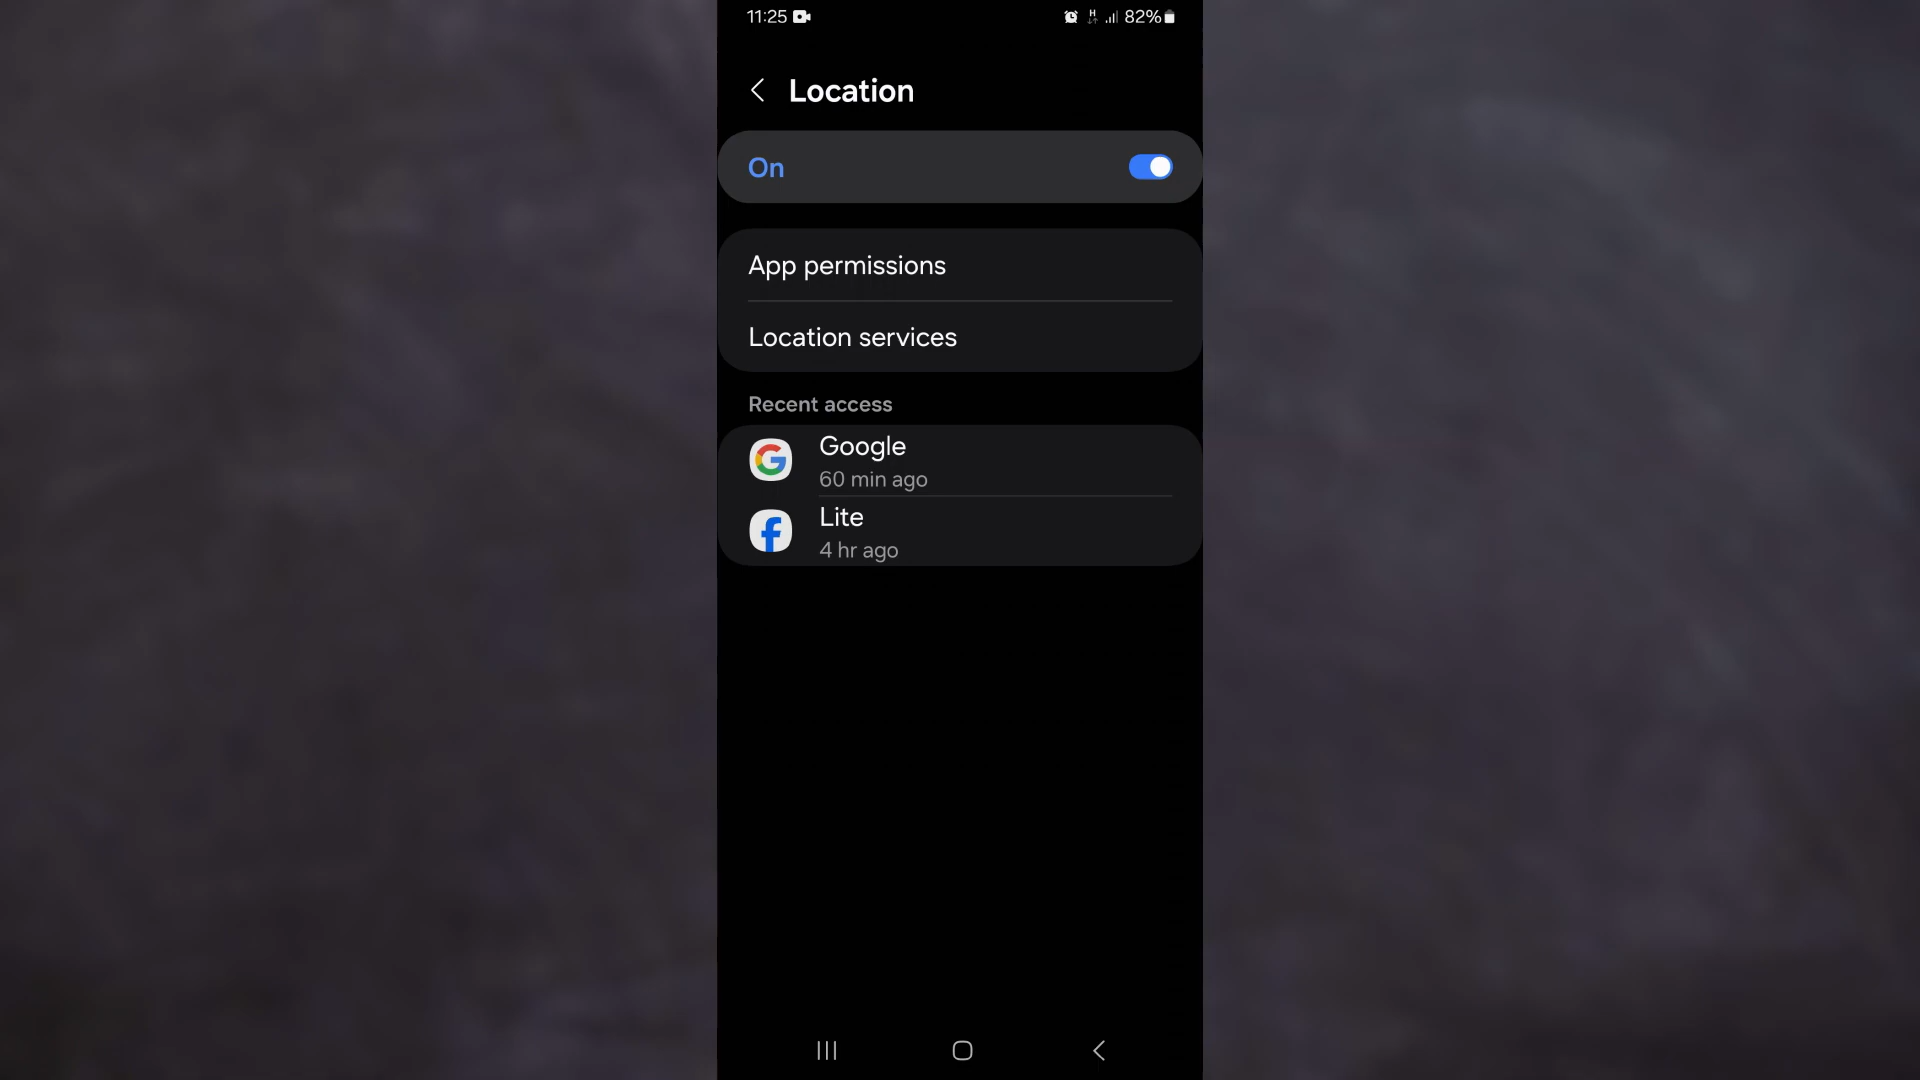 11:25
H 82%
Location
On
App permissions
Location services
Recent access
Google
60 min ago
Lite
4 hr ago